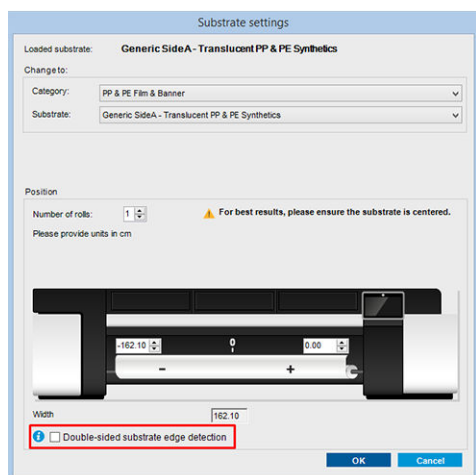 Substrate settings
Loaded substrate: Generic SideA - Translucent PP & PE Synthetics
Change to:
Category: PP & PE Film & Banner
Substrate: Generic SideA - Translucent PP & PE Synthetics
Position
Number of rolls: 1 For best results, please ensure the substrate is centered.
Please provide units in cm
-162.10 0 0.00
- +
Width 162.10
Double-sided substrate edge detection
OK Cancel